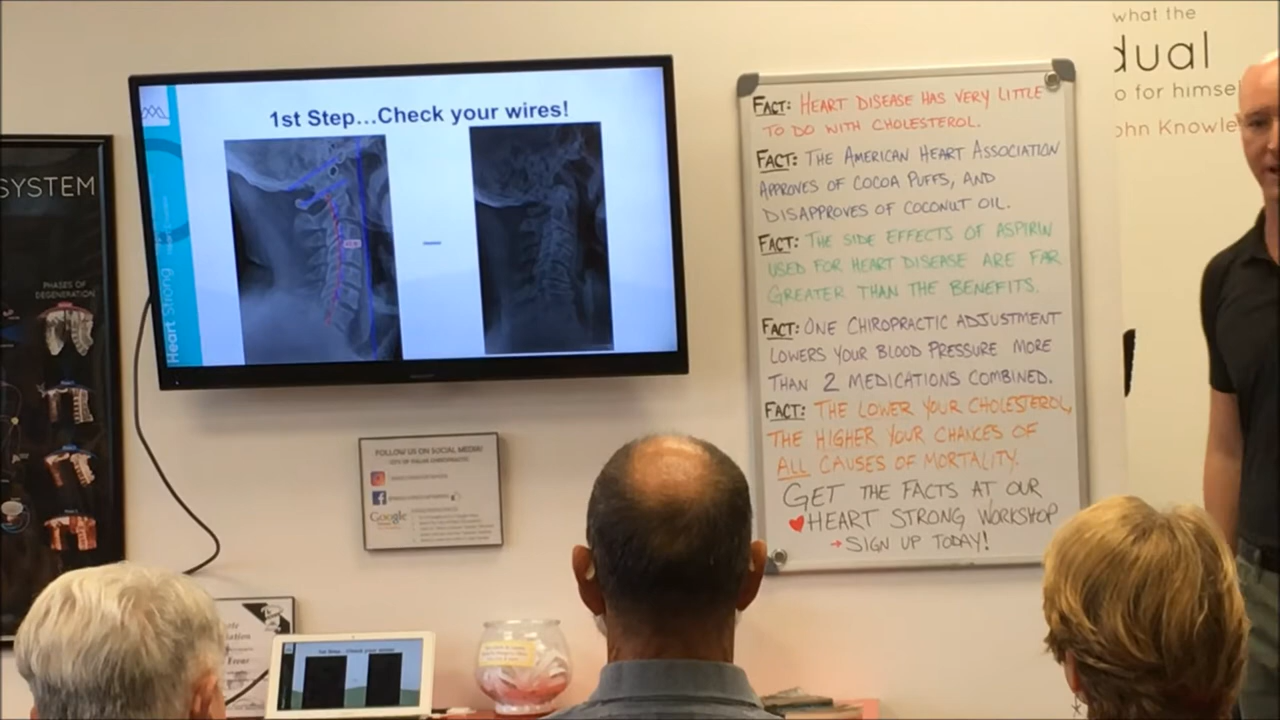 what the
dual
o for himse
ohn Knowle
SYSTEM
PHASES OF
DEGENERATION
1st Step...Check your wires!
Heart Strong
FACT: HEART DISEASE HAS VERY LITTLE
TO DO WITH CHOLESTEROL.
FACT: THE AMERICAN HEART ASSOCIATION
APPROVES OF COCOA PUFFS, AND
DISAPPROVES OF COCONUT OIL.
FACT: THE SIDE EFFECTS OF ASPIRIN
USED FOR HEART DISEASE ARE FAR
GREATER THAN THE BENEFITS.
FACT: ONE CHIROPRACTIC ADJUSTMENT
LOWERS YOUR BLOOD PRESSURE MORE
THAN 2 MEDICATIONS COMBINED.
FACT: THE LOWER YOUR CHOLESTEROL,
THE HIGHER YOUR CHANCES OF
ALL CAUSES OF MORTALITY.
GET THE FACTS AT OUR
HEART STRONG WORKSHOP
→SIGN UP TODAY!
FOLLOW US ON SOCIAL MEDIA!
Google
1st Step...Check your wires!